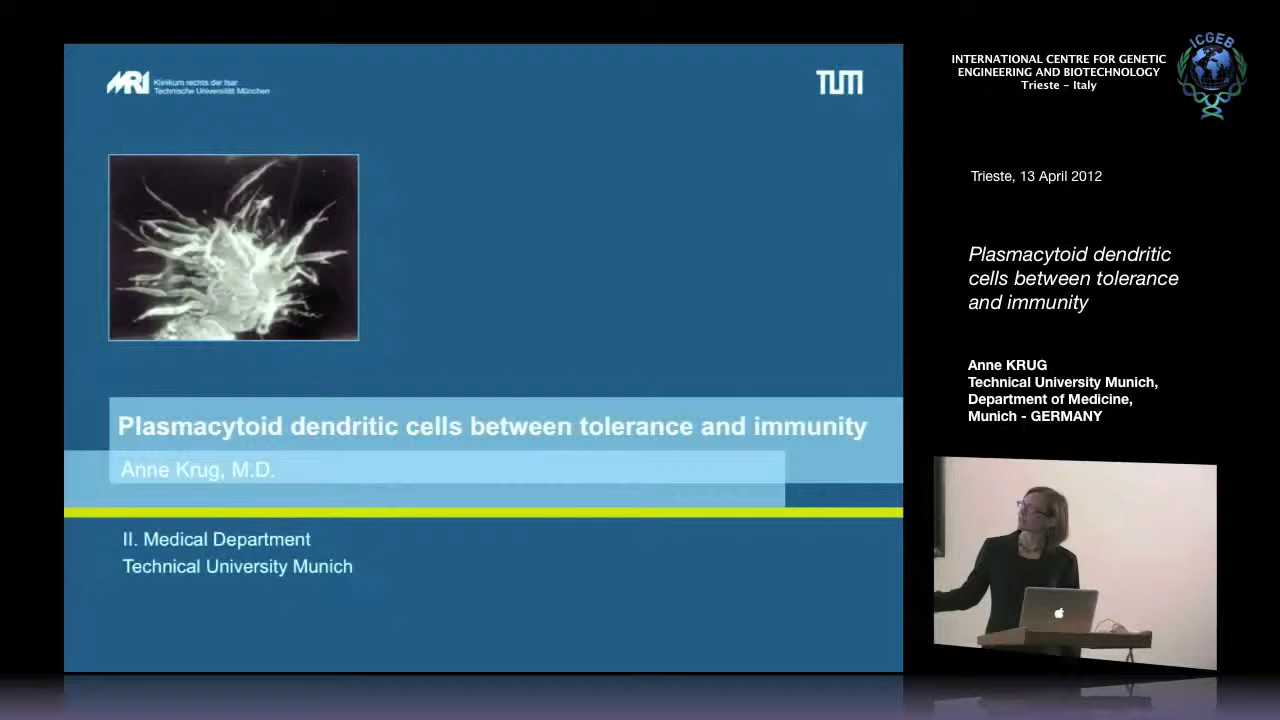 MRI
Klinikum rechts der Isar
Technische Universität München
TUM
Plasmacytoid dendritic cells between tolerance and immunity
Anne Krug, M.D.
II. Medical Department
Technical University Munich
INTERNATIONAL CENTRE FOR GENETIC
ENGINEERING AND BIOTECHNOLOGY
Trieste - Italy
ICGEB
Trieste, 13 April 2012
Plasmacytoid dendritic
cells between tolerance
and immunity
Anne KRUG
Technical University Munich,
Department of Medicine,
Munich - GERMANY